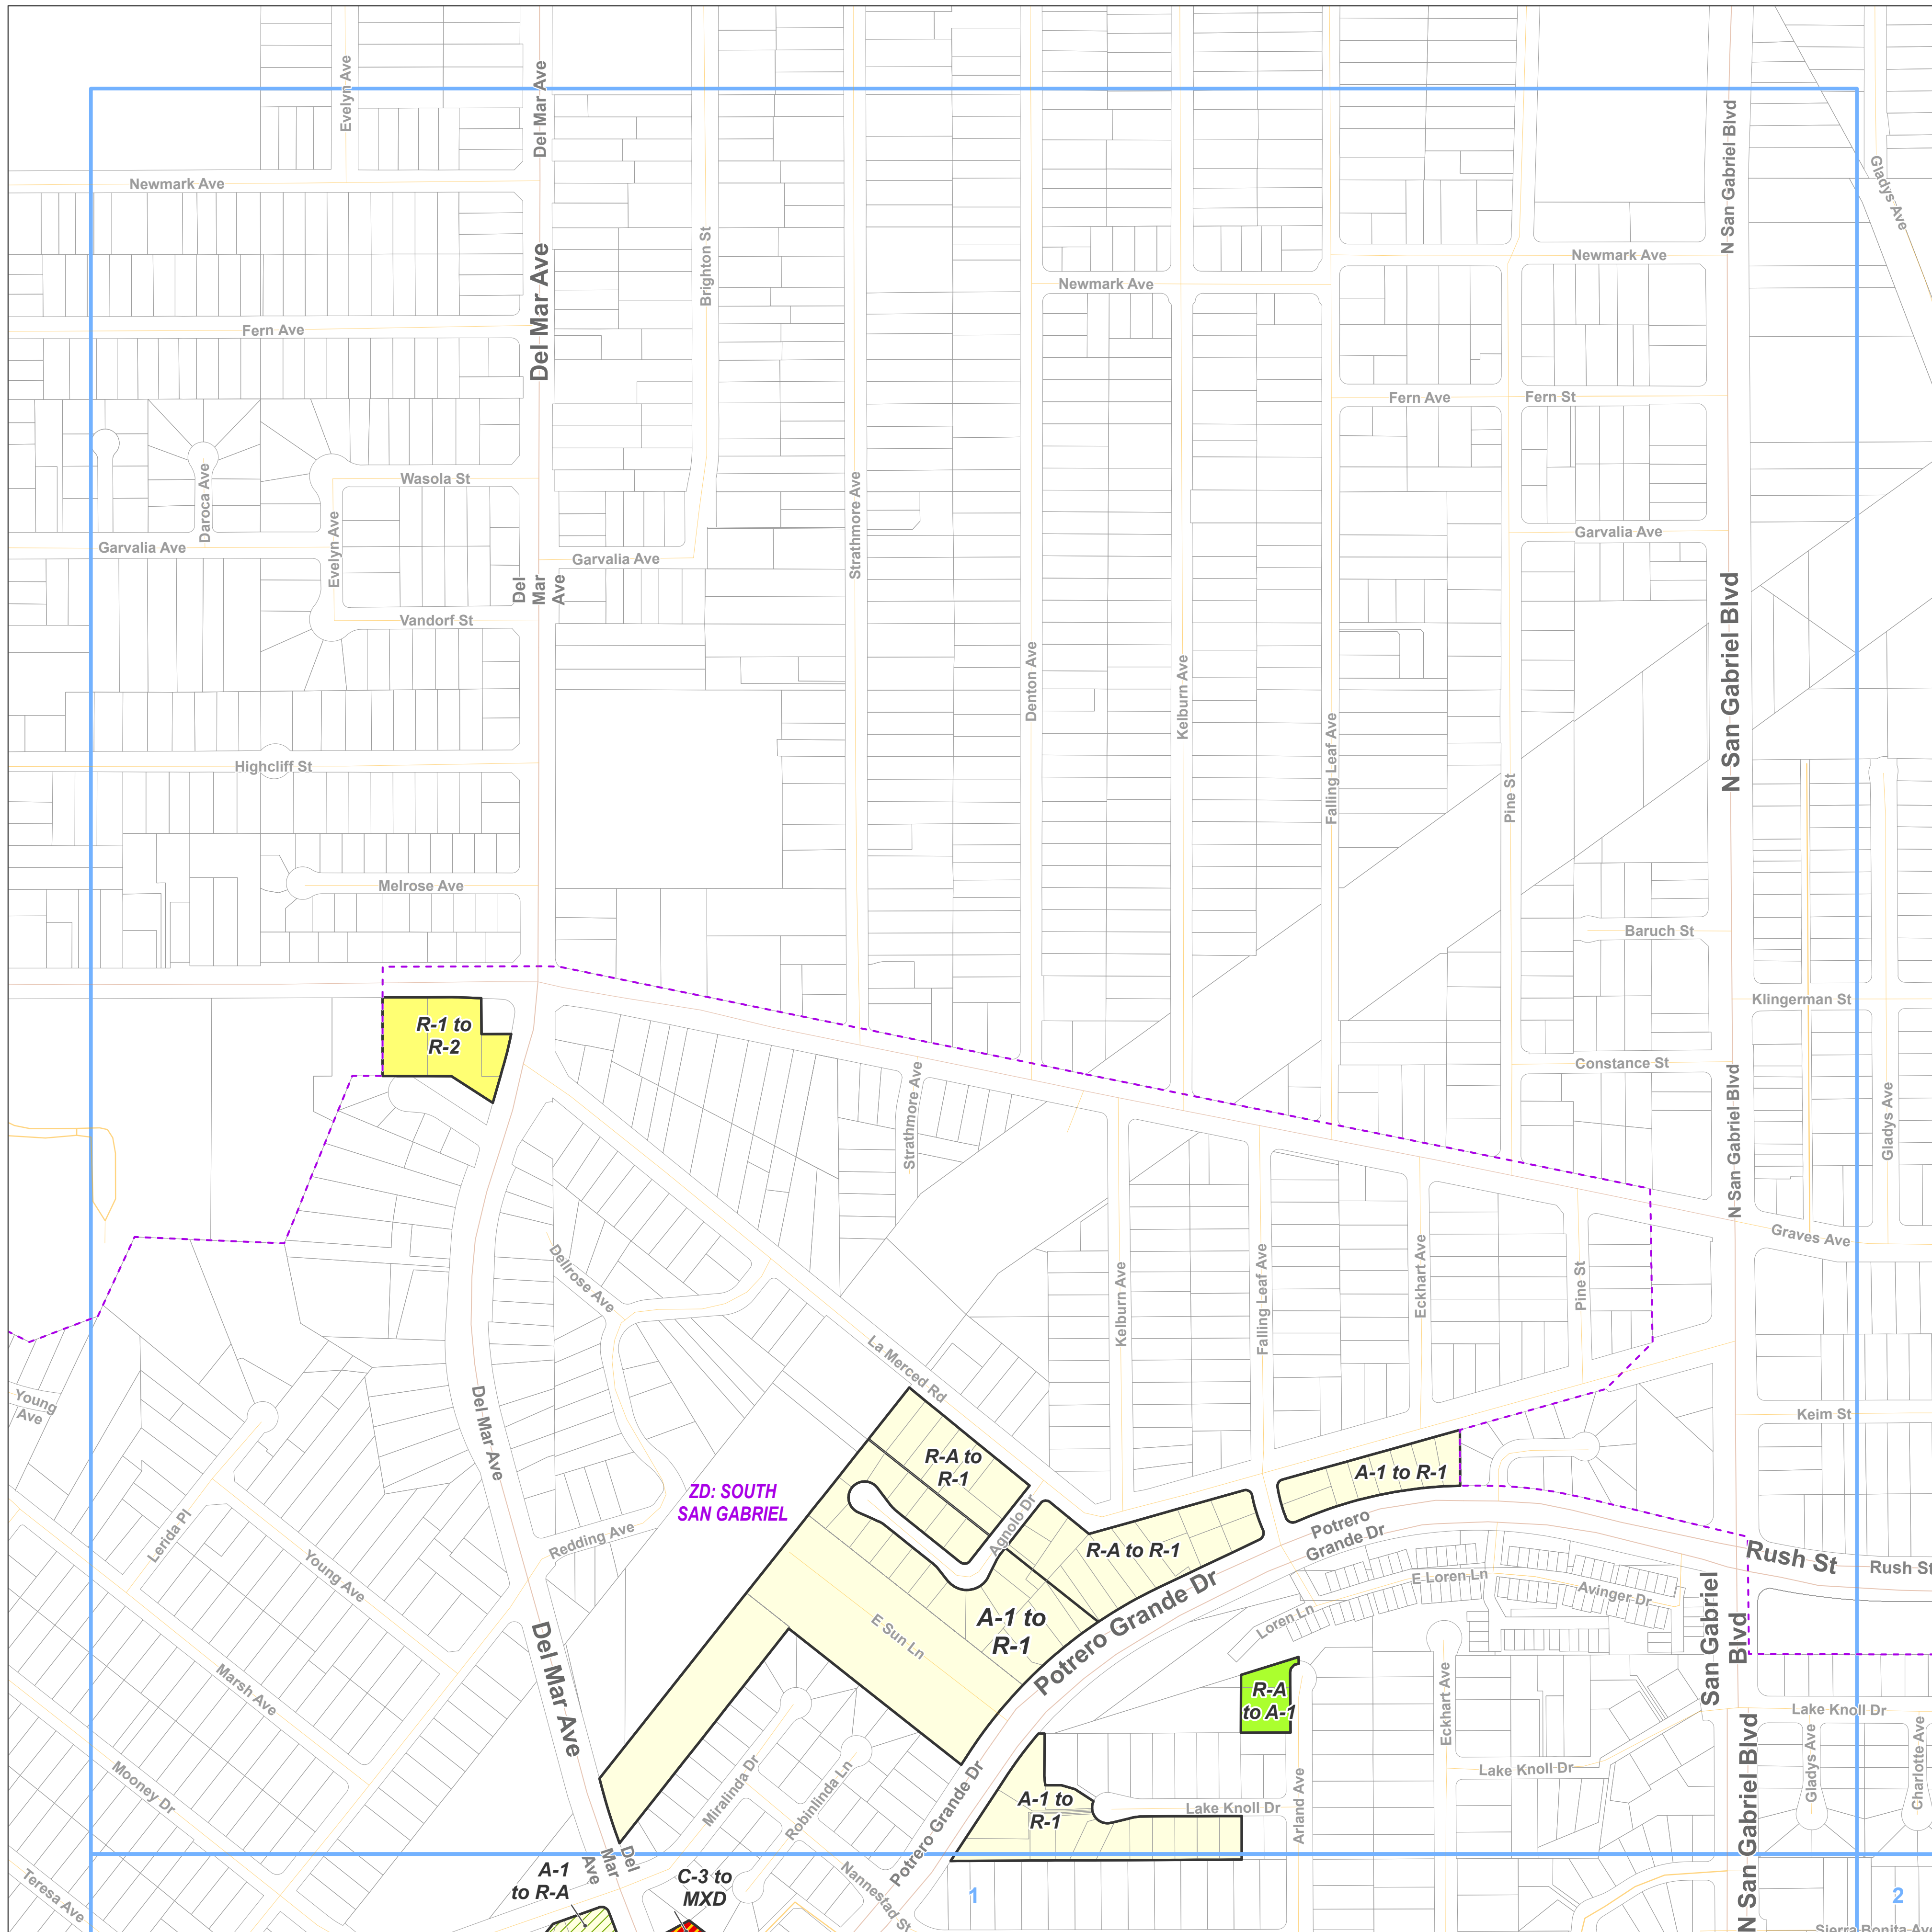 Evelyn Ave
Del Mar Ave
N San Gabriel Blvd
Gladys Ave
Newmark Ave
Del Mar Ave
Brighton St
Newmark Ave
Newmark Ave
Fern Ave
Fern Ave
Fern St
Wasola St
Daroca Ave
Strathmore Ave
Garvalia Ave
Evelyn Ave
Garvalia Ave
Garvalia Ave
Del
Mar
Ave
Vandorf St
Denton Ave
Kelburn Ave
Falling Leaf Ave
Pine St
N San Gabriel Blvd
Highcliff St
Melrose Ave
Baruch St
Klingerman St
R-1 to
R-2
Constance St
Strathmore Ave
N San Gabriel Blvd
Gladys Ave
Graves Ave
Dellrose Ave
Kelburn Ave
Falling Leaf Ave
Eckhart Ave
Pine St
La Merced Rd
Young
Ave
Del Mar Ave
Keim St
R-A to
R-1
A-1 to R-1
ZD: SOUTH
SAN GABRIEL
Lerida Pl
Redding Ave
Agnolo Dr
R-A to R-1
Potrero
Grande Dr
Rush St
Rush St
Young Ave
E Loren Ln
Avinger Dr
Loren Ln
San Gabriel
Blvd
E Sun Ln
A-1 to
R-1
Potrero Grande Dr
Marsh Ave
Del Mar Ave
R-A
to A-1
Eckhart Ave
Lake Knoll Dr
Mooney Dr
Miralinda Dr
Robinlinda Ln
Potrero Grande Dr
A-1 to
R-1
Lake Knoll Dr
Arland Ave
Lake Knoll Dr
N San Gabriel Blvd
Gladys Ave
Charlotte Ave
Del
Mar
Ave
Teresa Ave
A-1
to R-A
C-3 to
MXD
Nannestad St
1
2
Sierra Bonita Ave